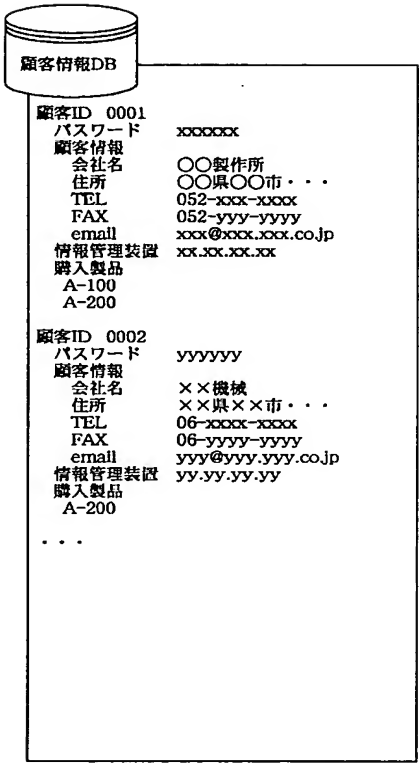 顧客情報DB
顧客ID 0001
パスワード xxxxxx
顧客情報
会社名 〇〇製作所
住所 〇〇県〇〇市・・・
TEL 052-xxx-xxxx
FAX 052-yyy-yyyy
email xxx@xxx.xxx.co.jp
情報管理装置 xx.xx.xx.xx
購入製品
A-100
A-200
顧客ID 0002
パスワード yyyyyy
顧客情報
会社名 ××機械
住所 ××県××市・・・
TEL 06-xxxx-xxxx
FAX 06-yyyy-yyyy
email yyy@yyy.yyy.co.jp
情報管理装置 yy.yy.yy.yy
購入製品
A-200
・・・